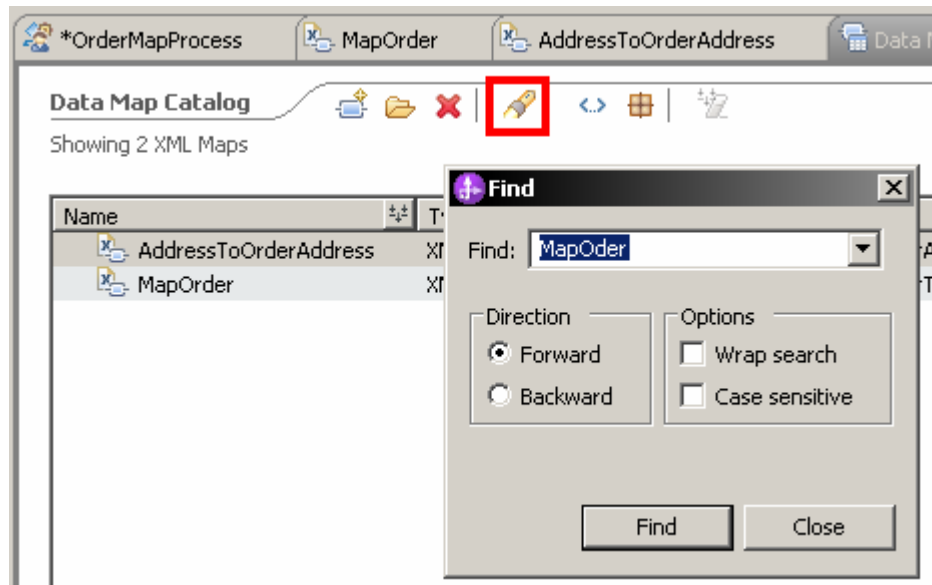 *OrderMapProcess MapOrder AddressToOrderAddress Data
Data Map Catalog
Showing 2 XML Maps
Find
Name
Find: MapOder
AddressToOrderAddress
MapOrder
Direction Options
Forward Wrap search
Backward Case sensitive
Find Close